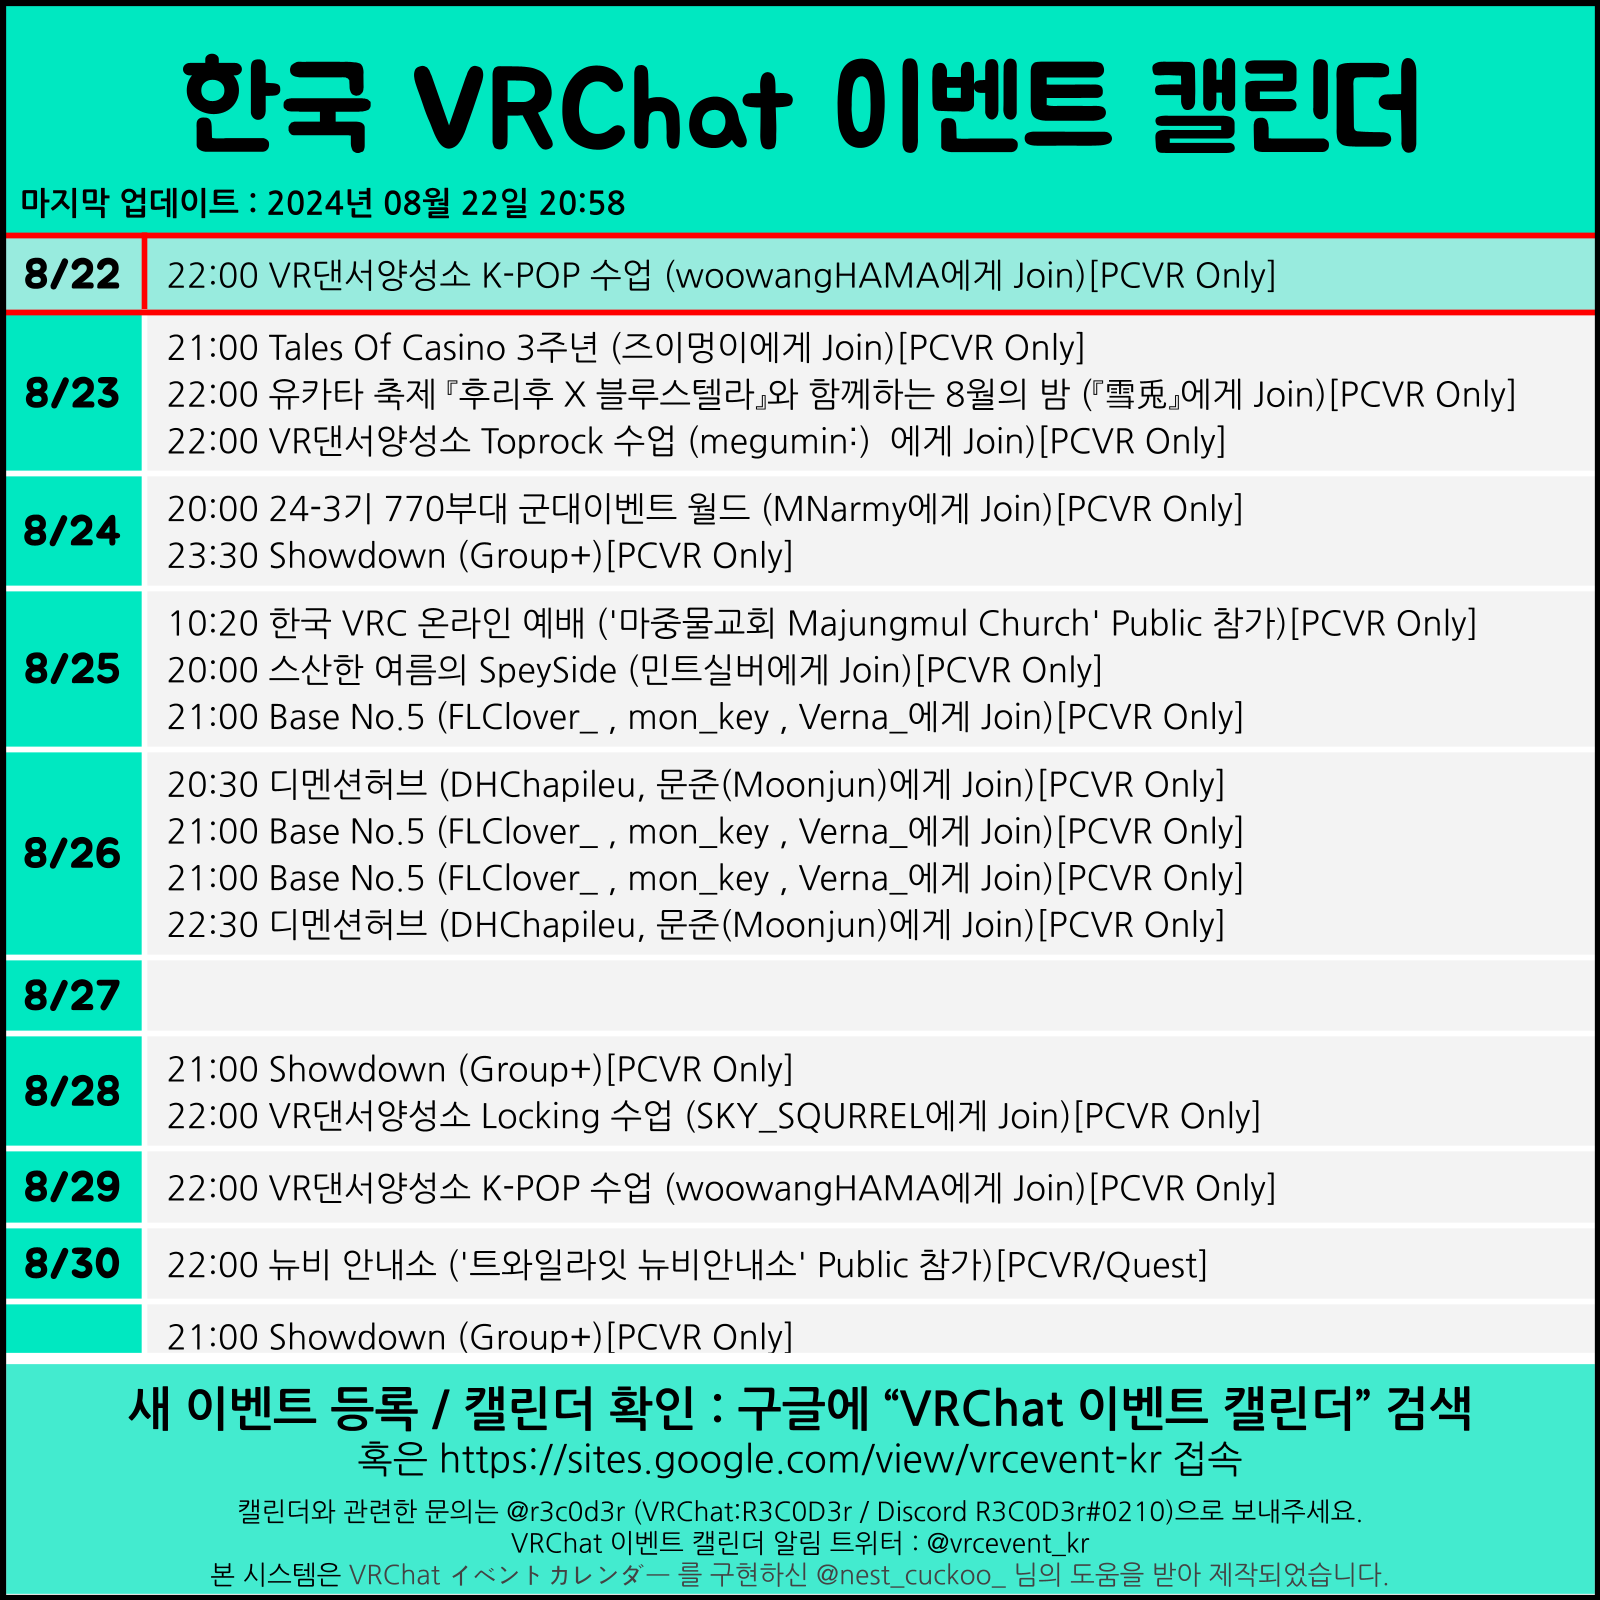 한국 VRChat 이벤트 캘린더
마지막 업데이트 : 2024년 08월 22일 20:58
8/22
22:00 VR댄서양성소 K-POP 수업 (woowangHAMA에게 Join)[PCVR Only]
8/23
21:00 Tales Of Casino 3주년 (즈이멍이에게 Join)[PCVR Only]
22:00 유카타 축제『후리후 X 블루스텔라』와 함께하는 8월의 밤 (『雪兎』에게 Join)[PCVR Only]
22:00 VR댄서양성소 Toprock 수업 (megumin:)  에게 Join)[PCVR Only]
8/24
20:00 24-3기 770부대 군대이벤트 월드 (MNarmy에게 Join)[PCVR Only]
23:30 Showdown (Group+)[PCVR Only]
8/25
10:20 한국 VRC 온라인 예배 ('마중물교회 Majungmul Church' Public 참가)[PCVR Only]
20:00 스산한 여름의 SpeySide (민트실버에게 Join)[PCVR Only]
21:00 Base No.5 (FLClover_ , mon_key , Verna_에게 Join)[PCVR Only]
8/26
20:30 디멘션허브 (DHChapileu, 문준(Moonjun)에게 Join)[PCVR Only]
21:00 Base No.5 (FLClover_ , mon_key , Verna_에게 Join)[PCVR Only]
21:00 Base No.5 (FLClover_ , mon_key , Verna_에게 Join)[PCVR Only]
22:30 디멘션허브 (DHChapileu, 문준(Moonjun)에게 Join)[PCVR Only]
8/27
8/28
21:00 Showdown (Group+)[PCVR Only]
22:00 VR댄서양성소 Locking 수업 (SKY_SQURREL에게 Join)[PCVR Only]
8/29
22:00 VR댄서양성소 K-POP 수업 (woowangHAMA에게 Join)[PCVR Only]
8/30
22:00 뉴비 안내소 ('트와일라잇 뉴비안내소' Public 참가)[PCVR/Quest]
21:00 Showdown (Group+)[PCVR Only]
새 이벤트 등록 / 캘린더 확인 : 구글에 “VRChat 이벤트 캘린더” 검색
혹은 https://sites.google.com/view/vrcevent-kr 접속
캘린더와 관련한 문의는 @r3c0d3r (VRChat:R3C0D3r / Discord R3C0D3r#0210)으로 보내주세요.
VRChat 이벤트 캘린더 알림 트위터 : @vrcevent_kr
본 시스템은 VRChat イベントカレンダー 를 구현하신 @nest_cuckoo_ 님의 도움을 받아 제작되었습니다.